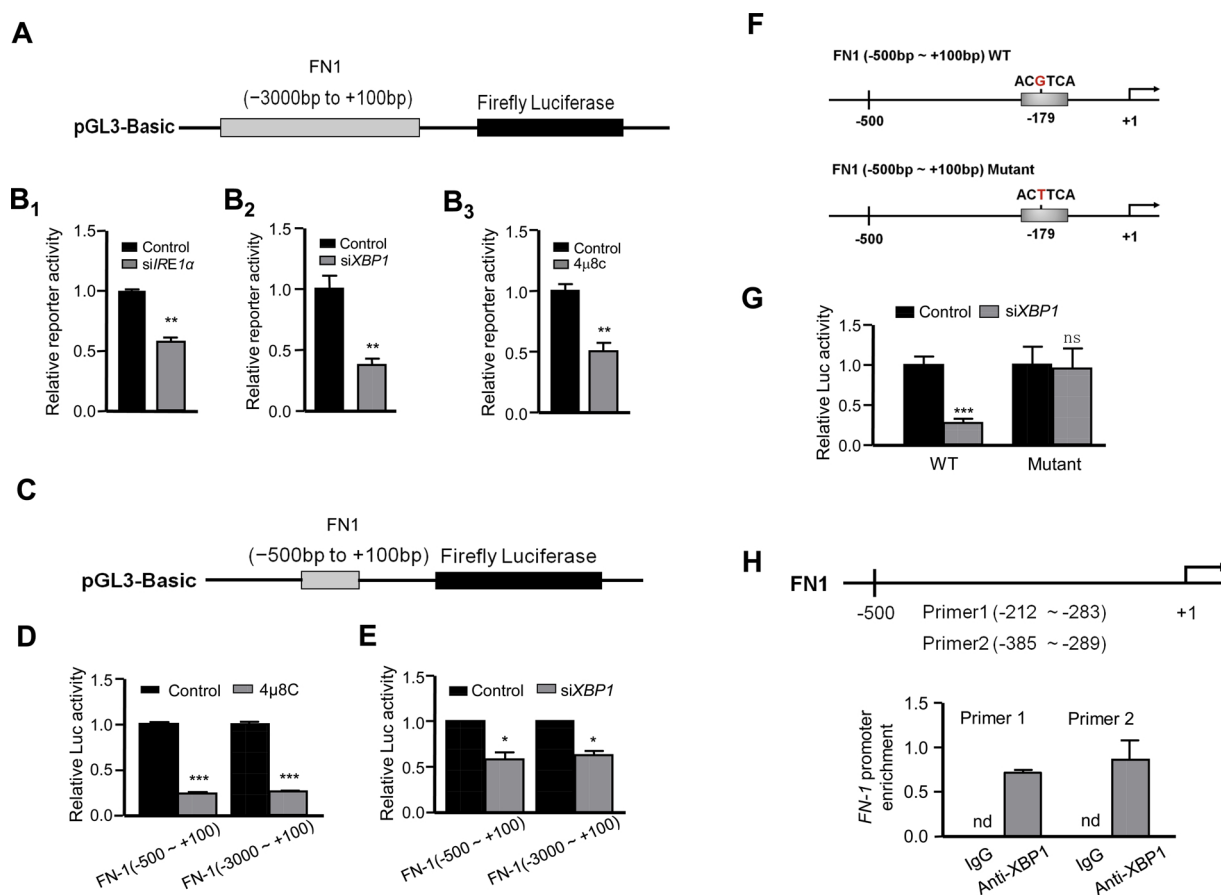 A
FN1
(−3000bp to +100bp)
Firefly Luciferase
pGL3-Basic
B1
Relative reporter activity
1.5
1.0
0.5
0.0
Control
siIRE1α
**
B2
Relative reporter activity
1.5
1.0
0.5
0.0
Control
siXBP1
**
B3
Relative reporter activity
1.5
1.0
0.5
0.0
Control
4μ8c
**
C
FN1
(−500bp to +100bp)
Firefly Luciferase
pGL3-Basic
D
Relative Luc activity
1.5
1.0
0.5
0.0
Control
4μ8C
***
***
FN-1(-500 ~ +100)
FN-1(-3000 ~ +100)
E
Relative Luc activity
1.5
1.0
0.5
0.0
Control
siXBP1
*
*
FN-1(-500 ~ +100)
FN-1(-3000 ~ +100)
F
FN1 (-500bp ~ +100bp) WT
ACGTCA
-500
-179
+1
FN1 (-500bp ~ +100bp) Mutant
ACTTCA
-500
-179
+1
G
Control
siXBP1
Relative Luc activity
1.5
1.0
0.5
0.0
***
ns
WT
Mutant
H
FN1
-500
Primer1 (-212 ~ -283)
+1
Primer2 (-385 ~ -289)
FN-1 promoter
enrichment
1.5
1.0
0.5
0.0
Primer 1
Primer 2
nd
nd
IgG
Anti-XBP1
IgG
Anti-XBP1